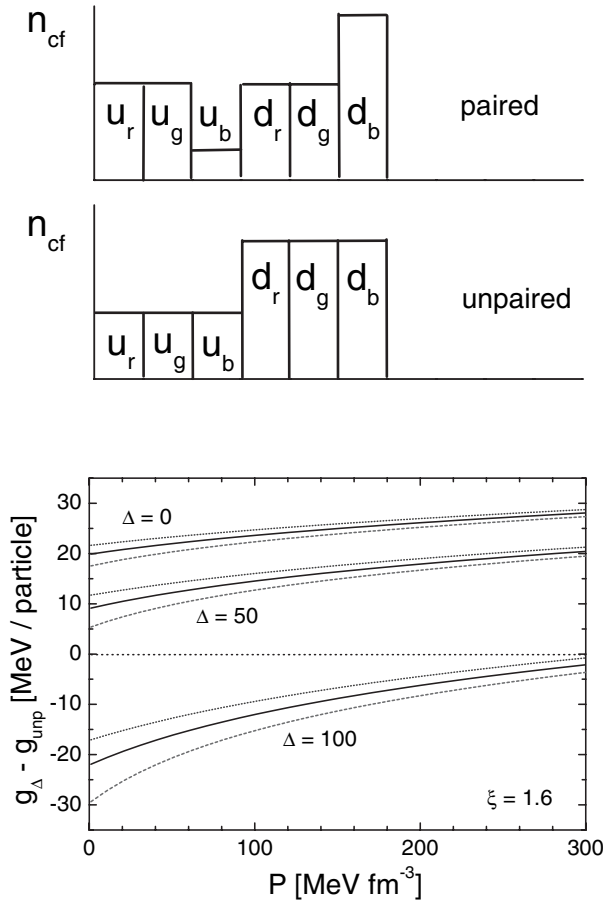 n_cf
u_r u_g u_b d_r d_g d_b paired
n_cf
u_r u_g u_b d_r d_g d_b unpaired
g_Δ - g_unp [MeV / particle]
30
20
10
0
-10
-20
-30
Δ = 0
Δ = 50
Δ = 100
ξ = 1.6
0 100 200 300
P [MeV fm⁻³]